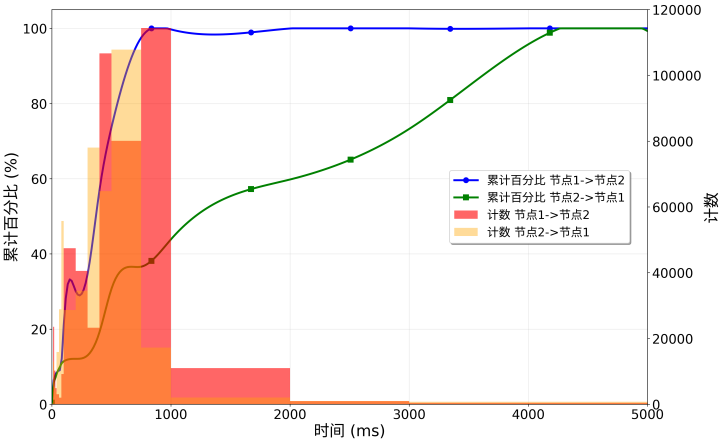 100
80
60
40
20
0
累计百分比 (%)
120000
100000
80000
60000
40000
20000
0
计数
累计百分比 节点1->节点2
累计百分比 节点2->节点1
计数 节点1->节点2
计数 节点2->节点1
0 1000 2000 3000 4000 5000
时间 (ms)